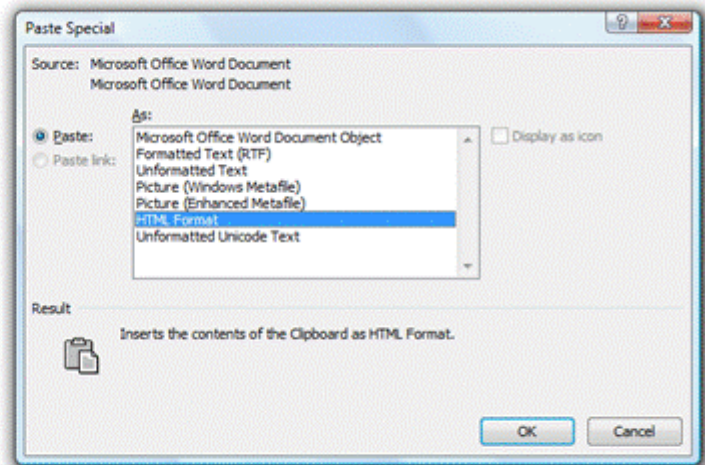 Paste Special
Source: Microsoft Office Word Document
Microsoft Office Word Document
As:
Paste:
Paste link:
Microsoft Office Word Document Object
Formatted Text (RTF)
Unformatted Text
Picture (Windows Metafile)
Picture (Enhanced Metafile)
HTML Format
Unformatted Unicode Text
Display as icon
Result
Inserts the contents of the Clipboard as HTML Format.
OK
Cancel